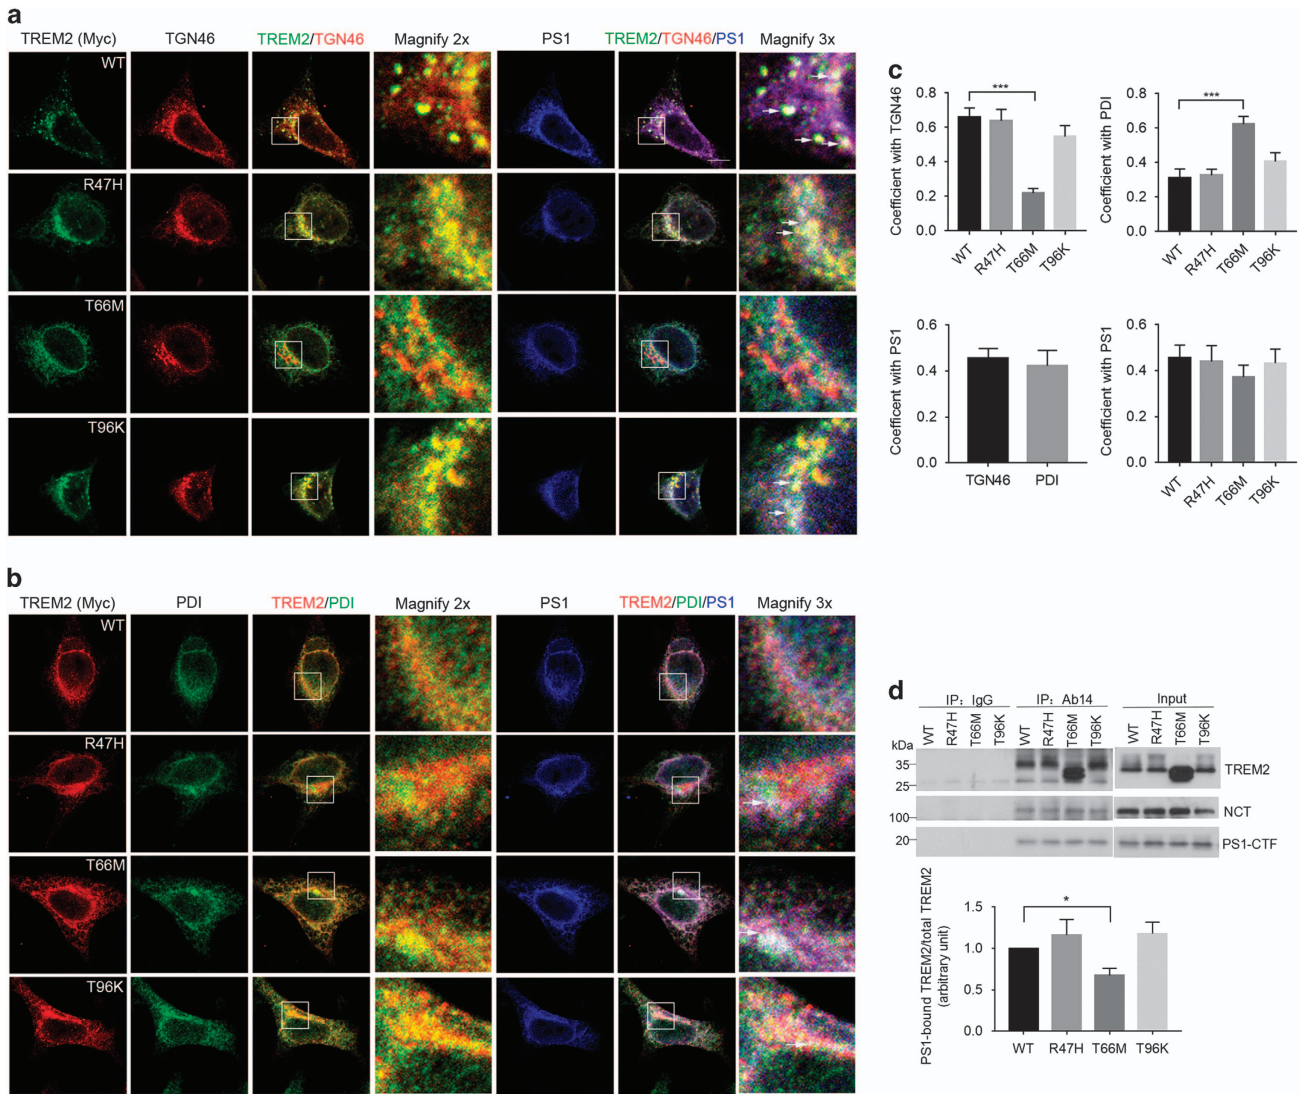 a
TREM2 (Myc) TGN46 TREM2/TGN46 Magnify 2x PS1 TREM2/TGN46/PS1 Magnify 3x
WT
R47H
T66M
T96K
b
TREM2 (Myc) PDI TREM2/PDI Magnify 2x PS1 TREM2/PDI/PS1 Magnify 3x
WT
R47H
T66M
T96K
c
Coefficient with TGN46
0.8
0.6
0.4
0.2
0.0
***
WT R47H T66M T96K
Coefficient with PDI
0.8
0.6
0.4
0.2
0.0
***
WT R47H T66M T96K
Coefficent with PS1
0.6
0.4
0.2
0.0
TGN46 PDI
Coefficient with PS1
0.6
0.4
0.2
0.0
WT R47H T66M T96K
d
IP: IgG IP: Ab14 Input
WT R47H T66M T96K WT R47H T66M T96K WT R47H T66M T96K
kDa
35
25
TREM2
100
NCT
20
PS1-CTF
PS1-bound TREM2/total TREM2
(arbitrary unit)
1.5
1.0
0.5
0.0
*
WT R47H T66M T96K